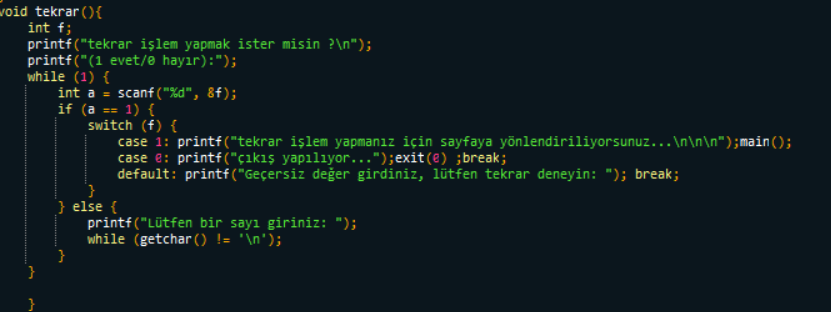 void tekrar(){
int f;
printf("tekrar işlem yapmak ister misin ?\n");
printf("(1 evet/0 hayır):");
while (1) {
int a = scanf("%d", &f);
if (a == 1) {
switch (f) {
case 1: printf("tekrar işlem yapmanız için sayfaya yönlendiriliyorsunuz...\n\n\n");main();
case 0: printf("çıkış yapılıyor...");exit(0) ;break;
default: printf("Geçersiz değer girdiniz, lütfen tekrar deneyin: "); break;
}
} else {
printf("Lütfen bir sayı giriniz: ");
while (getchar() != '\n');
}
}
}